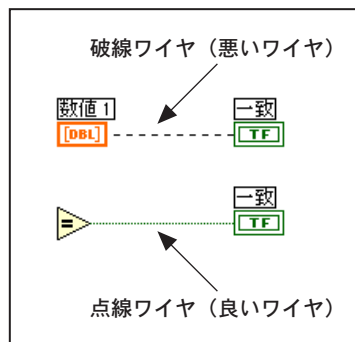 破線ワイヤ（悪いワイヤ）
数値 1
一致
[DBL]
TF
一致
=
TF
点線ワイヤ（良いワイヤ）